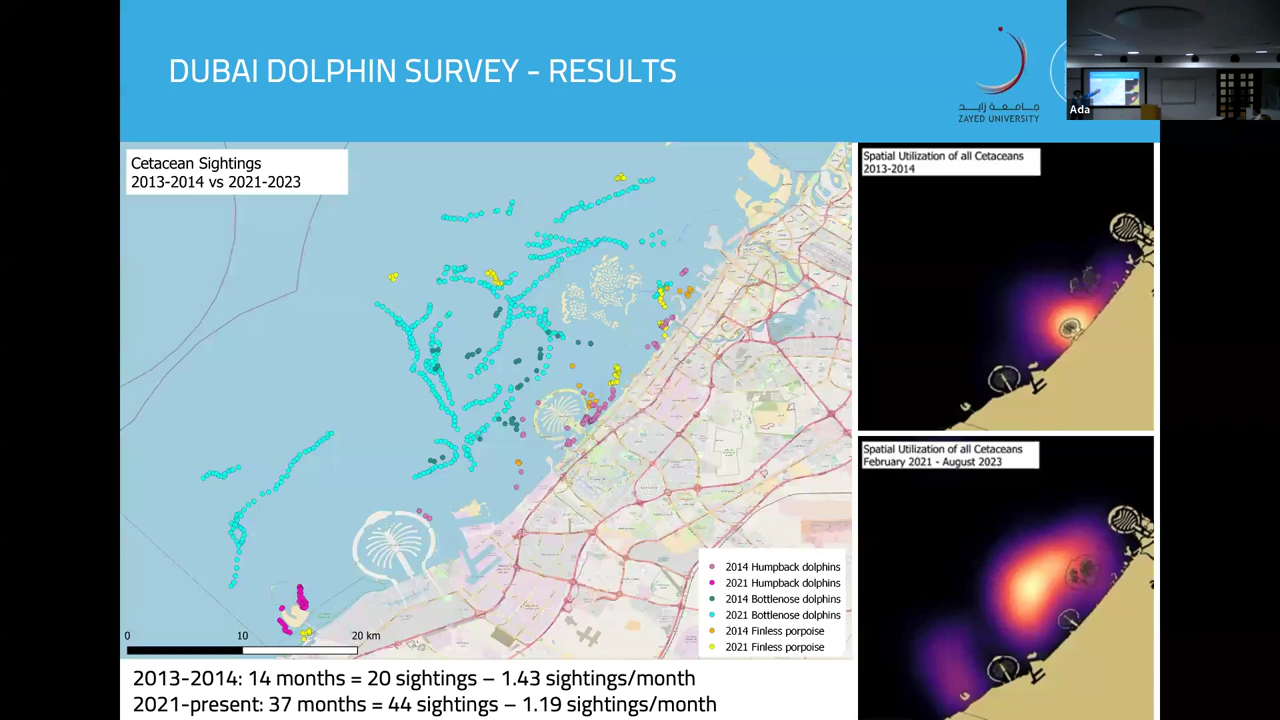 DUBAI DOLPHIN SURVEY - RESULTS
جامعة زايد
ZAYED UNIVERSITY
Ada
Cetacean Sightings
2013-2014 vs 2021-2023
Spatial Utilization of all Cetaceans
2013-2014
Spatial Utilization of all Cetaceans
February 2021 - August 2023
2014 Humpback dolphins
2021 Humpback dolphins
2014 Bottlenose dolphins
2021 Bottlenose dolphins
2014 Finless porpoise
2021 Finless porpoise
0 10 20 km
2013-2014: 14 months = 20 sightings – 1.43 sightings/month
2021-present: 37 months = 44 sightings – 1.19 sightings/month